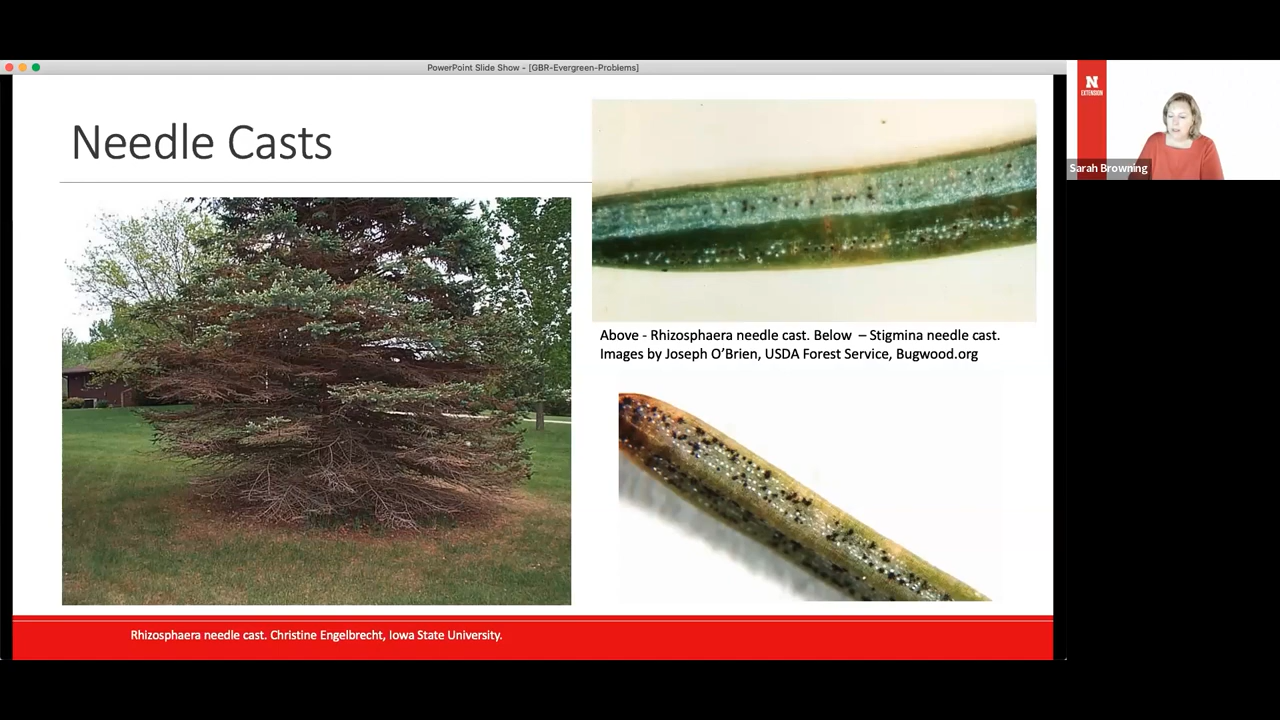 PowerPoint Slide Show - [GBR-Evergreen-Problems]
Needle Casts
Above - Rhizosphaera needle cast. Below – Stigmina needle cast.
Images by Joseph O’Brien, USDA Forest Service, Bugwood.org
Rhizosphaera needle cast. Christine Engelbrecht, Iowa State University.
N
EXTENSION
Sarah Browning